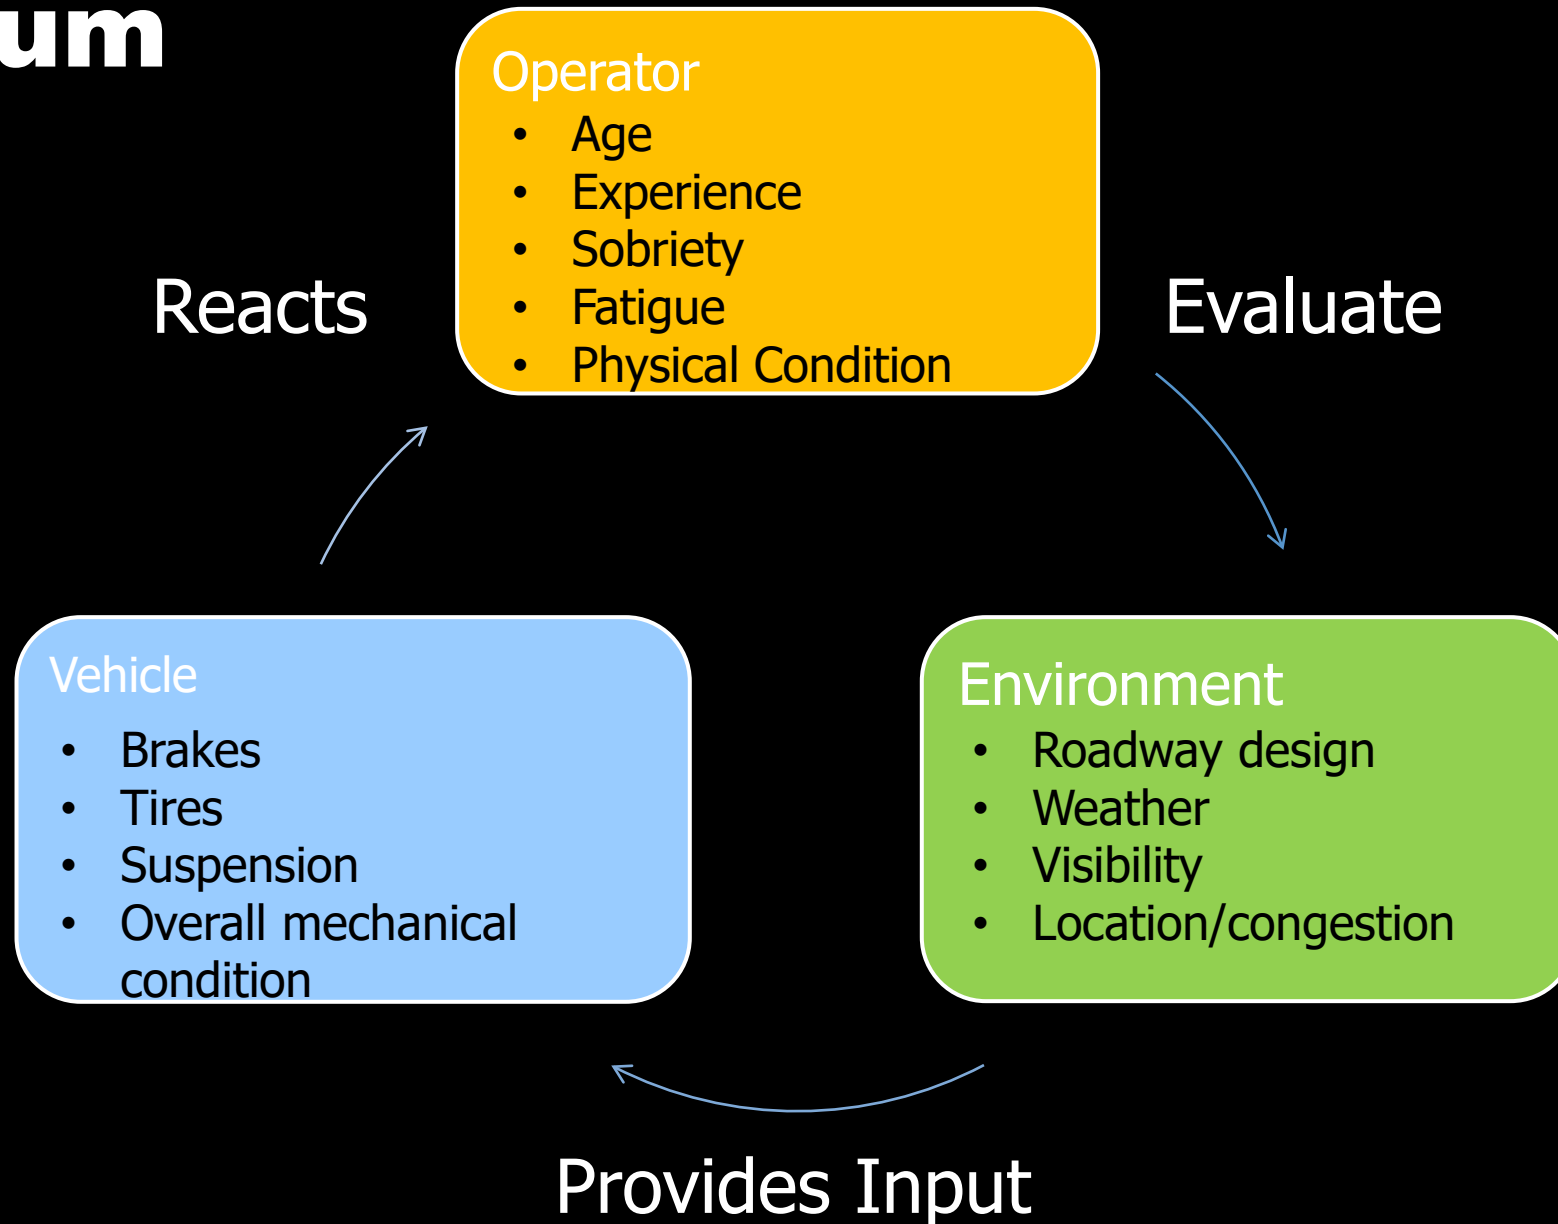 um
Operator
• Age
• Experience
• Sobriety
• Fatigue
• Physical Condition
Reacts
Evaluate
Vehicle
• Brakes
• Tires
• Suspension
• Overall mechanical
condition
Environment
• Roadway design
• Weather
• Visibility
• Location/congestion
Provides Input